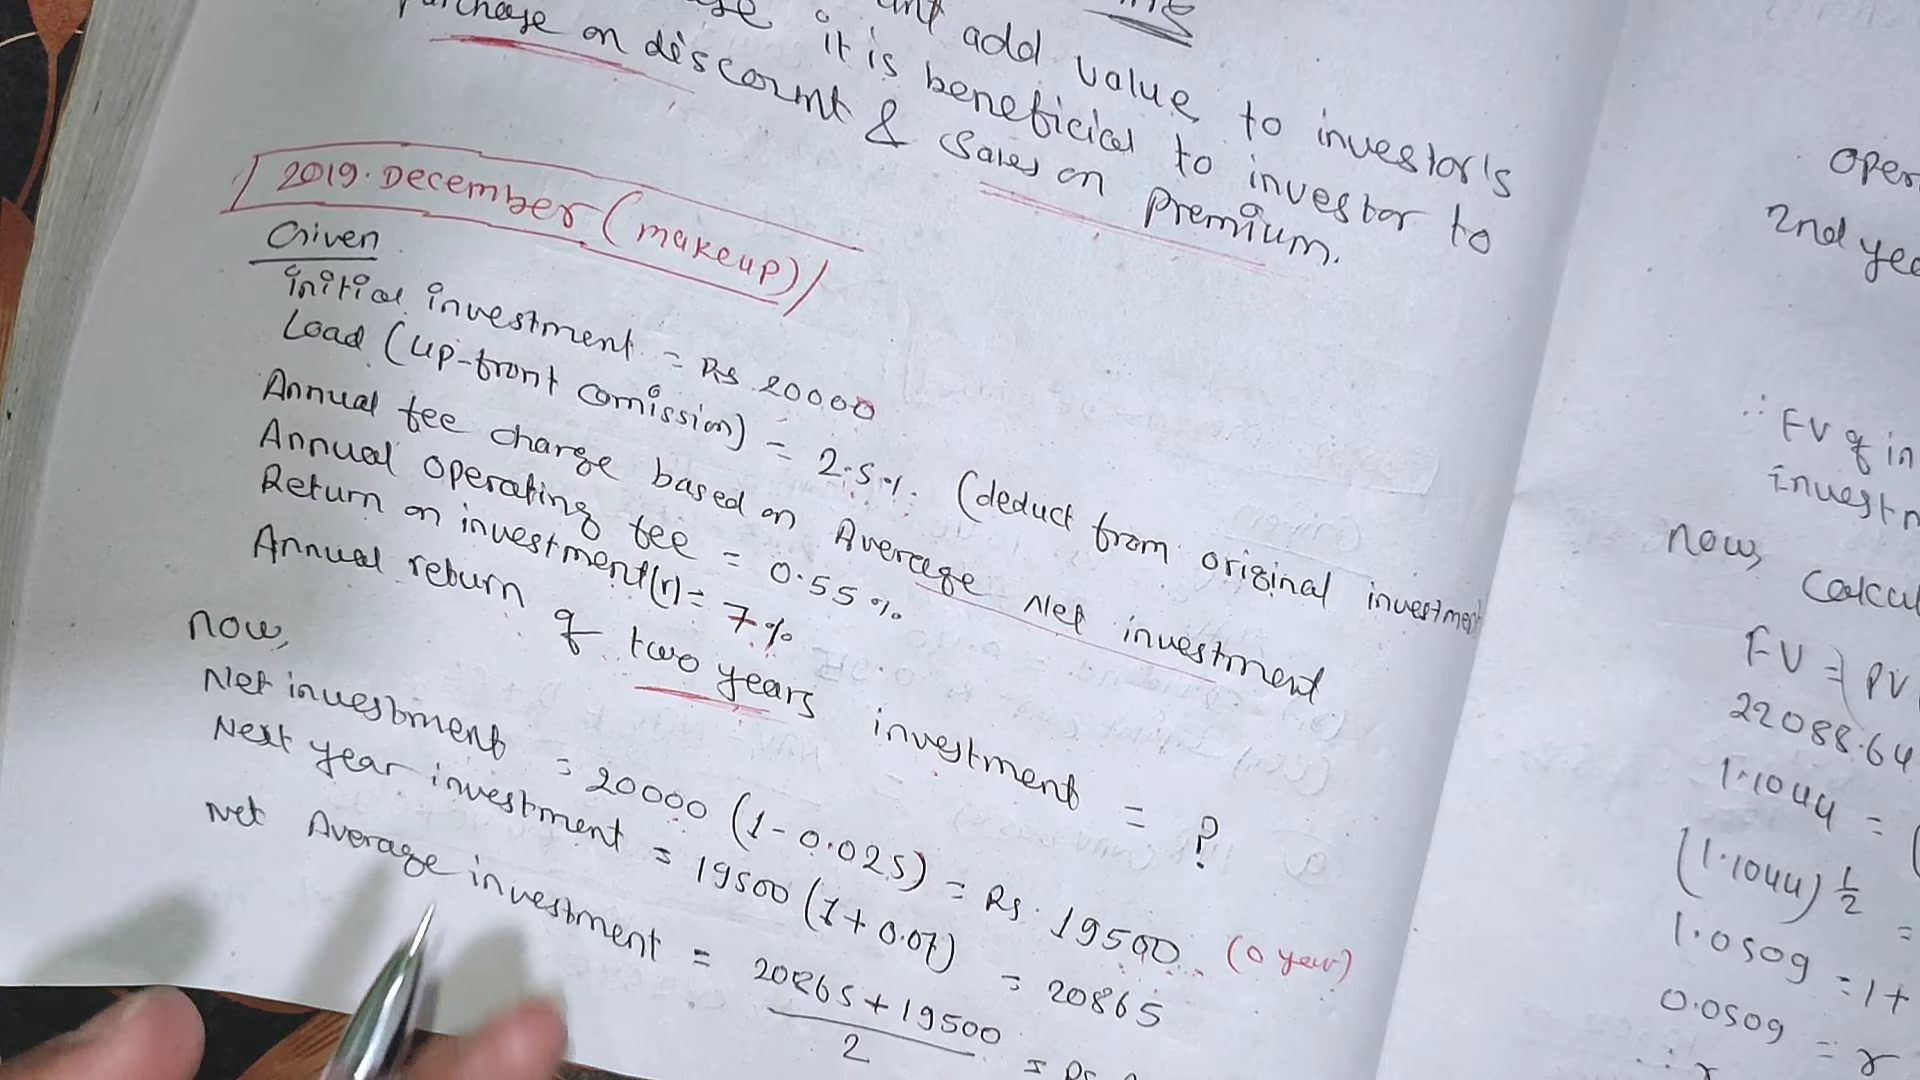 add value to investor's
purchase it is beneficial to investor to
on discount & sales on premium.
2019. December (makeup)
Given
initial investment = Rs 20000
Load (up-front comission) = 2.5%. (deduct from original investment
Annual fee charge based on Average Net investment
Annual operating fee = 0.55%
Return on investment(r) = 7%
Annual return of two years investment = ?
now,
Net investment = 20000 (1-0.025) = Rs. 19500 (0 year)
Next year investment = 19500 (1+0.07) = 20865
Net Average investment = 20865+19500
2
= Rs
2nd
∴ FV of in
now,
FV = PV
22088.64
1.1044 =
(1.1044) 1/2 =
1.0509 = 1+
0.0509 = r
∴ r